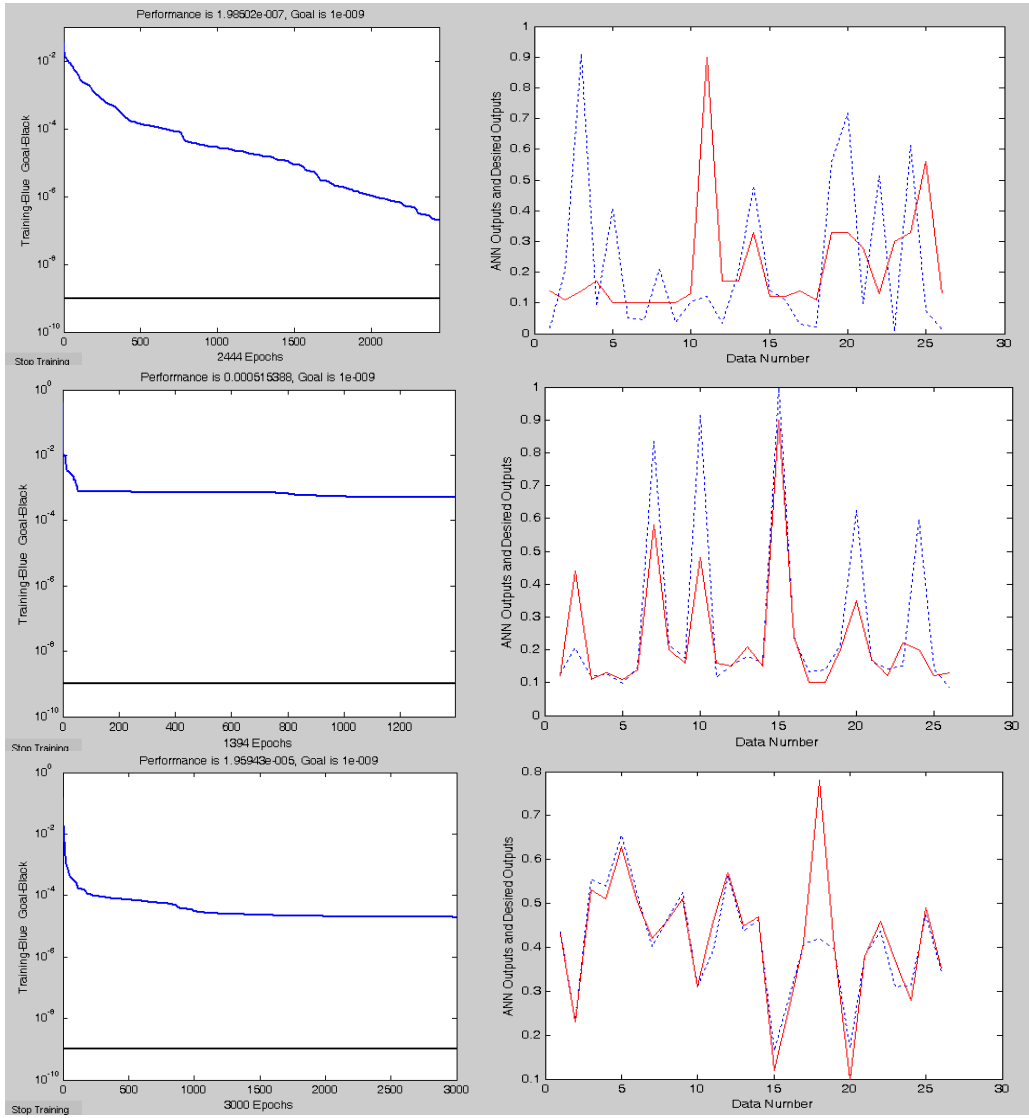 Performance is 1.98502e-007, Goal is 1e-009
Training-Blue Goal-Black
10^-2
10^-4
10^-6
10^-8
10^-10
0 500 1000 1500 2000
2444 Epochs
Stop Training
ANN Outputs and Desired Outputs
1
0.9
0.8
0.7
0.6
0.5
0.4
0.3
0.2
0.1
0
0 5 10 15 20 25 30
Data Number
Performance is 0.000515388, Goal is 1e-009
Training-Blue Goal-Black
10^0
10^-2
10^-4
10^-6
10^-8
10^-10
0 200 400 600 800 1000 1200
1394 Epochs
Stop Training
ANN Outputs and Desired Outputs
1
0.9
0.8
0.7
0.6
0.5
0.4
0.3
0.2
0.1
0
0 5 10 15 20 25 30
Data Number
Performance is 1.95943e-005, Goal is 1e-009
Training-Blue Goal-Black
10^0
10^-2
10^-4
10^-6
10^-8
10^-10
0 500 1000 1500 2000 2500 3000
3000 Epochs
Stop Training
ANN Outputs and Desired Outputs
0.8
0.7
0.6
0.5
0.4
0.3
0.2
0.1
0 5 10 15 20 25 30
Data Number